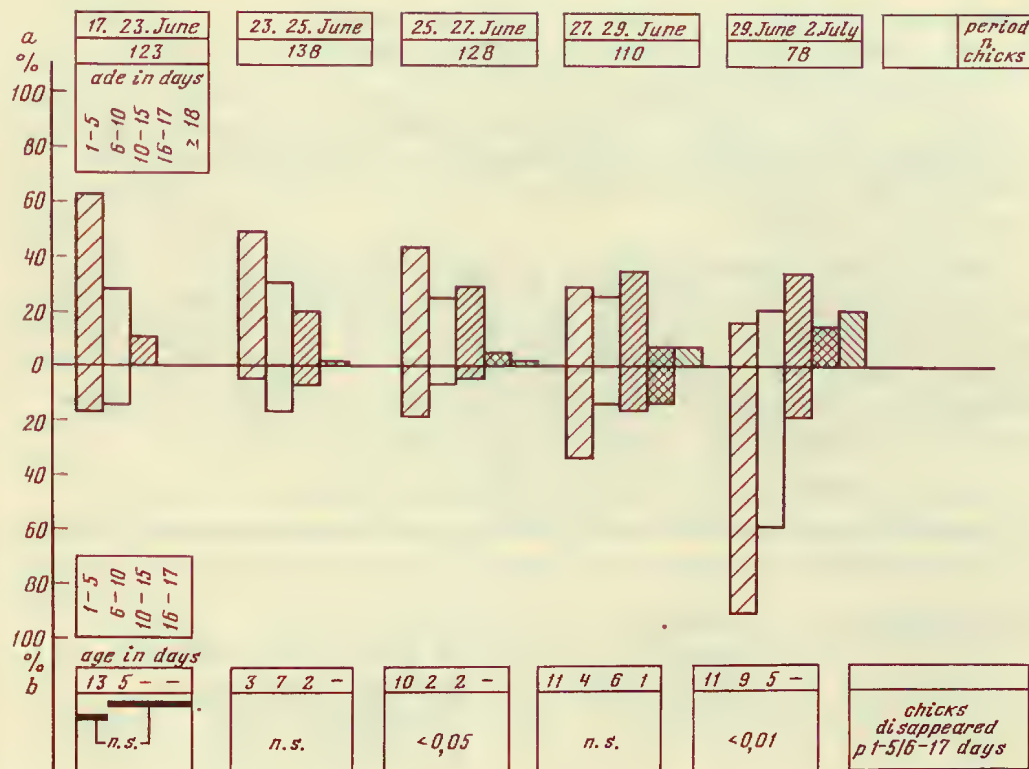 a
%
17. 23. June
123
23. 25. June
138
25. 27. June
128
27. 29. June
110
29. June 2. July
78
period
n.
chicks
ade in days
1-5
6-10
10-15
16-17
≥ 18
100
80
60
40
20
0
20
40
60
80
100
%
b
1-5
6-10
10-15
16-17
age in days
13 5 - -
n.s.
3 7 2 -
n.s.
10 2 2 -
<0,05
11 4 6 1
n.s.
11 9 5 -
<0,01
chicks
disappeared
p 1-5/6-17 days